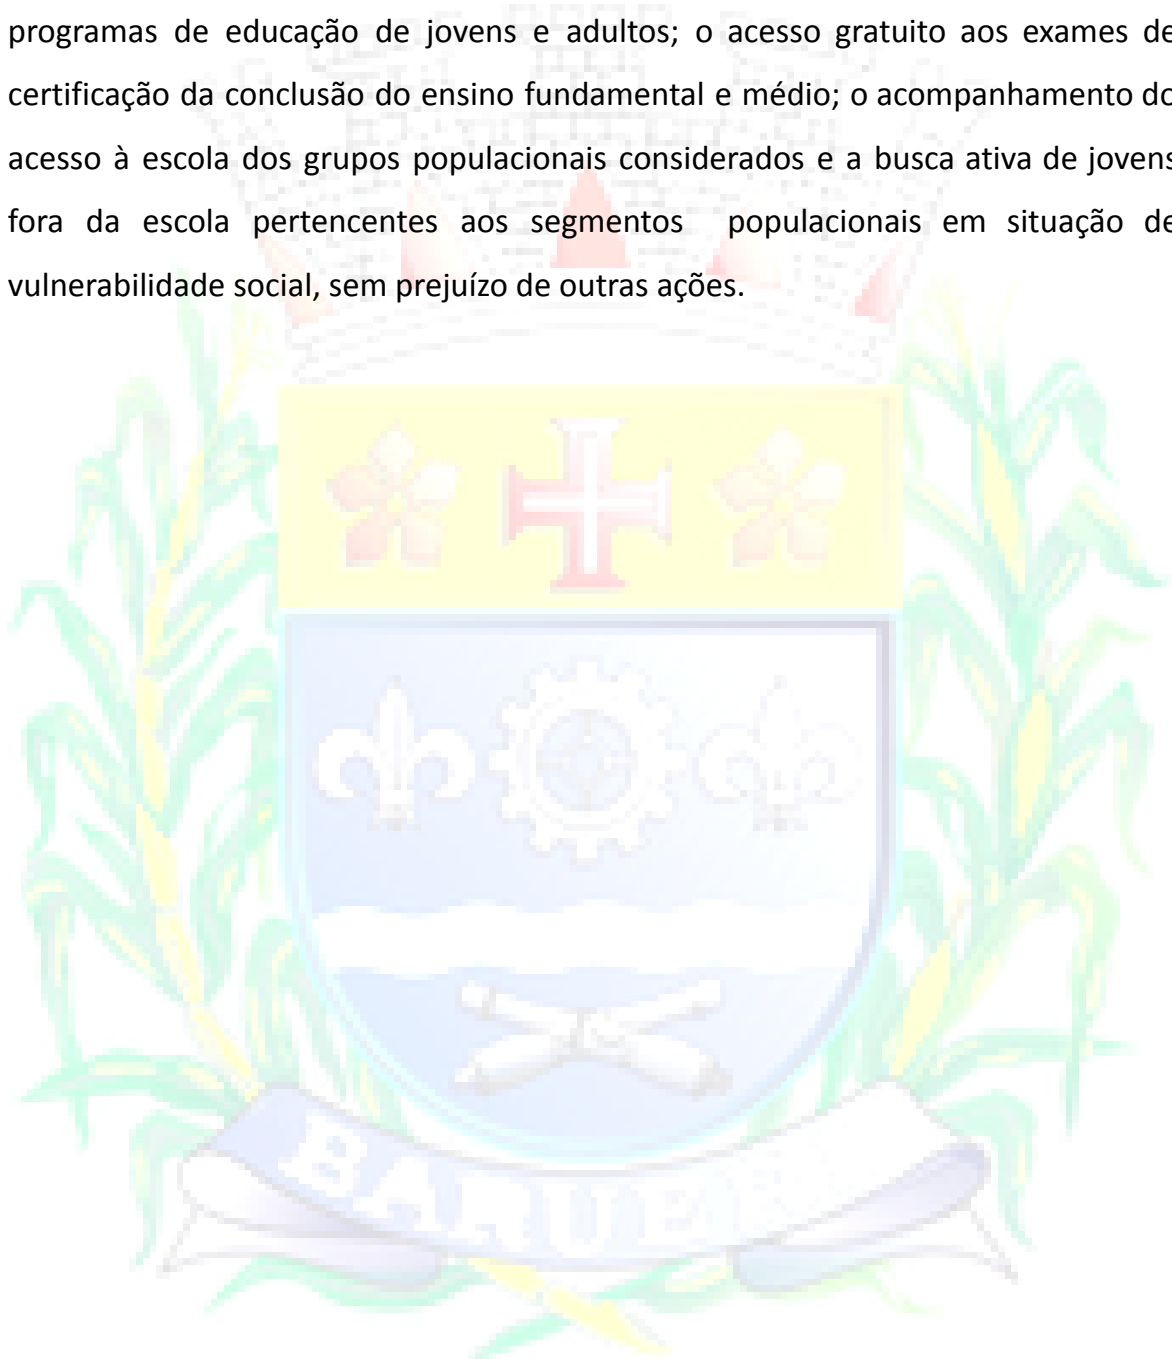 programas de educação de jovens e adultos; o acesso gratuito aos exames de
certificação da conclusão do ensino fundamental e médio; o acompanhamento do
acesso à escola dos grupos populacionais considerados e a busca ativa de jovens
fora da escola pertencentes aos segmentos populacionais em situação de
vulnerabilidade social, sem prejuízo de outras ações.
BARUERI